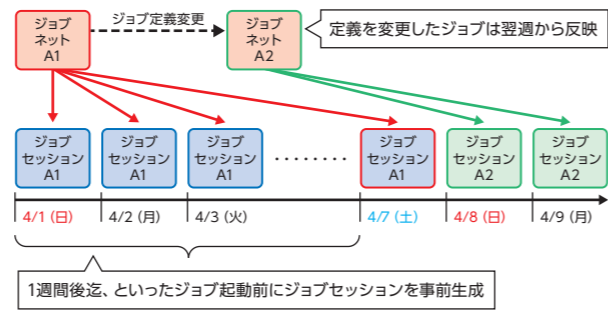 ジョブ
ネット
A1
ジョブ定義変更
ジョブ
ネット
A2
定義を変更したジョブは翌週から反映
ジョブ
セッション
A1
ジョブ
セッション
A1
ジョブ
セッション
A1
‥‥‥‥
ジョブ
セッション
A1
ジョブ
セッション
A2
ジョブ
セッション
A2
4/1 (日)
4/2 (月)
4/3 (火)
4/7 (土)
4/8 (日)
4/9 (月)
1週間後迄、といったジョブ起動前にジョブセッションを事前生成